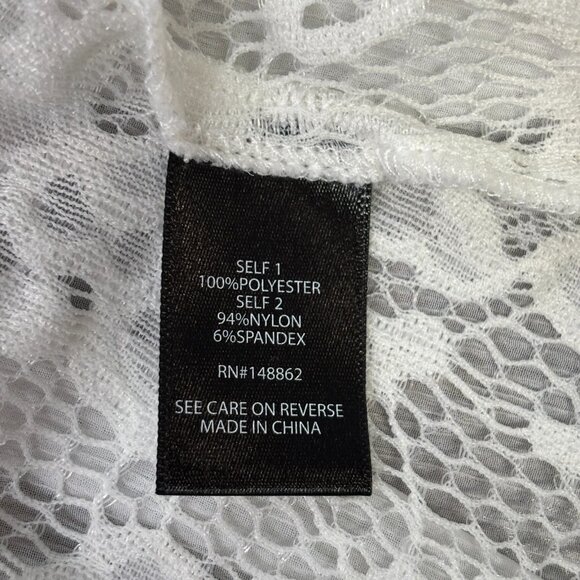 SELF 1
100%POLYESTER
SELF 2
94%NYLON
6%SPANDEX
RN#148862
SEE CARE ON REVERSE
MADE IN CHINA